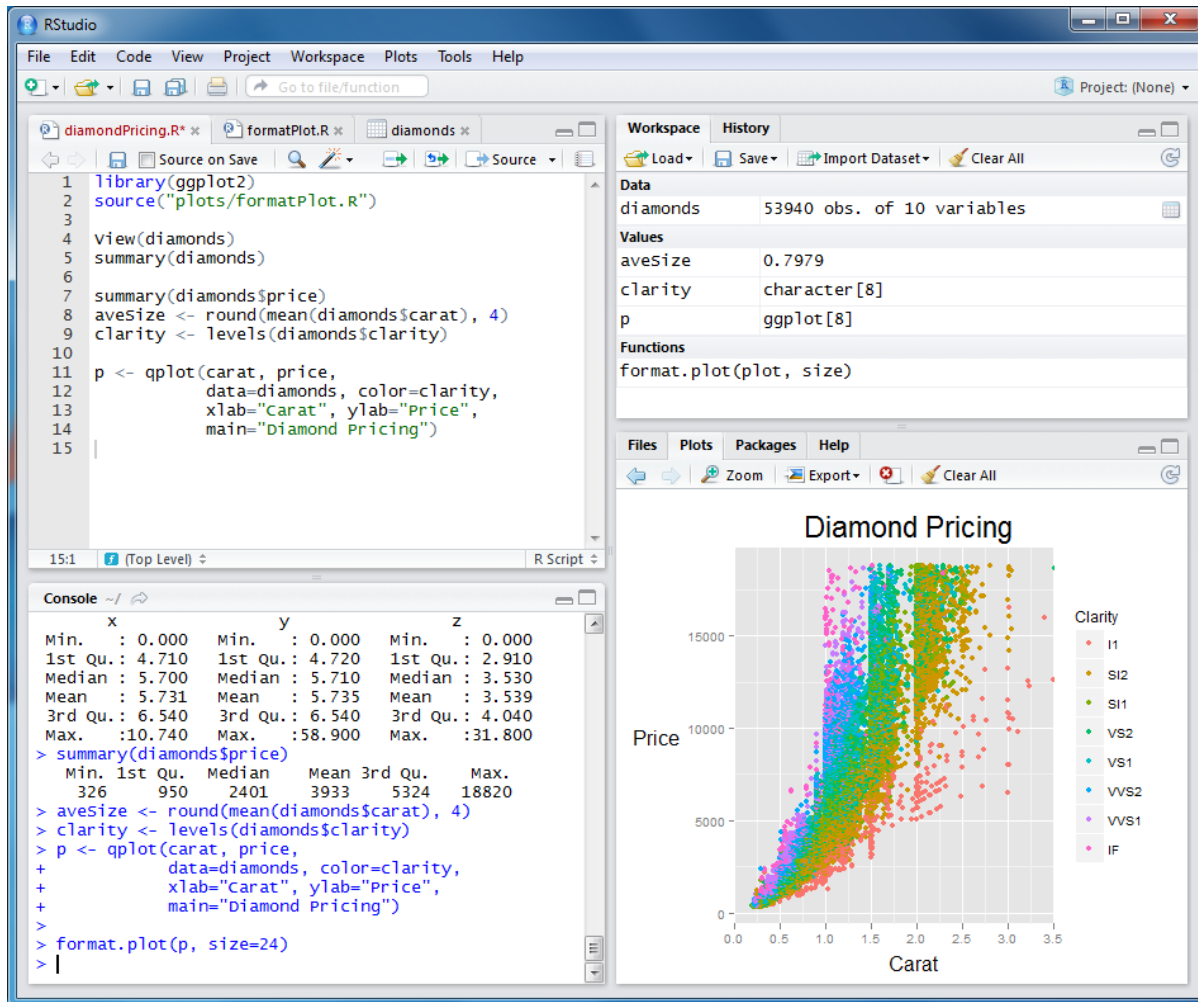 RStudio
File Edit Code View Project Workspace Plots Tools Help
Go to file/function
Project: (None)
diamondPricing.R* formatPlot.R diamonds
Source on Save Source
1 library(ggplot2)
2 source("plots/formatPlot.R")
3
4 View(diamonds)
5 summary(diamonds)
6
7 summary(diamonds$price)
8 aveSize <- round(mean(diamonds$carat), 4)
9 clarity <- levels(diamonds$clarity)
10
11 p <- qplot(carat, price,
12 data=diamonds, color=clarity,
13 xlab="Carat", ylab="Price",
14 main="Diamond Pricing")
15
15:1 (Top Level) R Script
Console ~/
x y z
Min. : 0.000 Min. : 0.000 Min. : 0.000
1st Qu.: 4.710 1st Qu.: 4.720 1st Qu.: 2.910
Median : 5.700 Median : 5.710 Median : 3.530
Mean : 5.731 Mean : 5.735 Mean : 3.539
3rd Qu.: 6.540 3rd Qu.: 6.540 3rd Qu.: 4.040
Max. :10.740 Max. :58.900 Max. :31.800
> summary(diamonds$price)
Min. 1st Qu. Median Mean 3rd Qu. Max.
326 950 2401 3933 5324 18820
> aveSize <- round(mean(diamonds$carat), 4)
> clarity <- levels(diamonds$clarity)
> p <- qplot(carat, price,
+ data=diamonds, color=clarity,
+ xlab="Carat", ylab="Price",
+ main="Diamond Pricing")
>
> format.plot(p, size=24)
>
Workspace History
Load Save Import Dataset Clear All
Data
diamonds 53940 obs. of 10 variables
Values
aveSize 0.7979
clarity character[8]
p ggplot[8]
Functions
format.plot(plot, size)
Files Plots Packages Help
Zoom Export Clear All
Diamond Pricing
15000
10000
5000
0
Price
0.0 0.5 1.0 1.5 2.0 2.5 3.0 3.5
Carat
Clarity
I1
SI2
SI1
VS2
VS1
VVS2
VVS1
IF